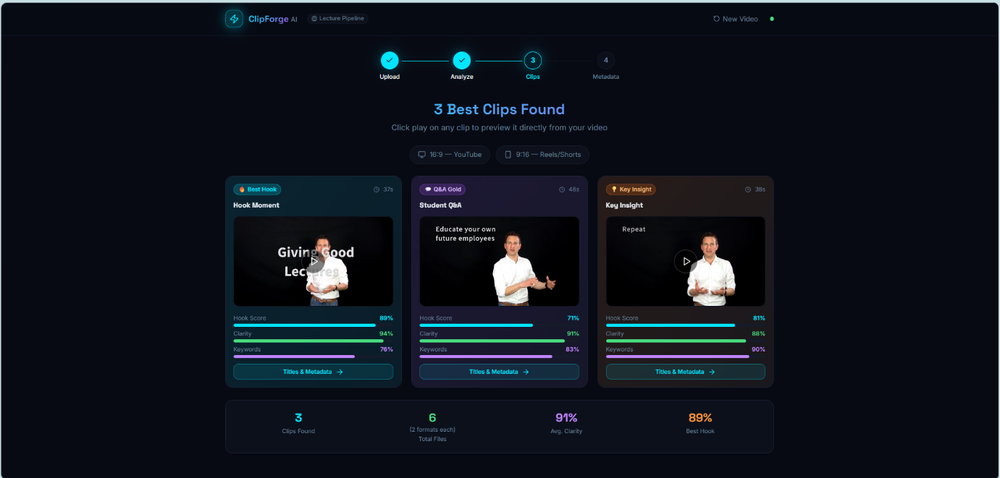 ClipForge AI
Lecture Pipeline
New Video
3
4
Upload
Analyze
Clips
Metadata
3 Best Clips Found
Click play on any clip to preview it directly from your video
16:9 — YouTube
9:16 — Reels/Shorts
Best Hook
37s
Hook Moment
Giving Good
Lectures
Hook Score
89%
Clarity
94%
Keywords
76%
Titles & Metadata →
Q&A Gold
48s
Student Q&A
Educate your own
future employees
Hook Score
71%
Clarity
91%
Keywords
83%
Titles & Metadata →
Key Insight
38s
Key Insight
Repeat
Hook Score
81%
Clarity
88%
Keywords
90%
Titles & Metadata →
3
Clips Found
6
(2 formats each)
Total Files
91%
Avg. Clarity
89%
Best Hook